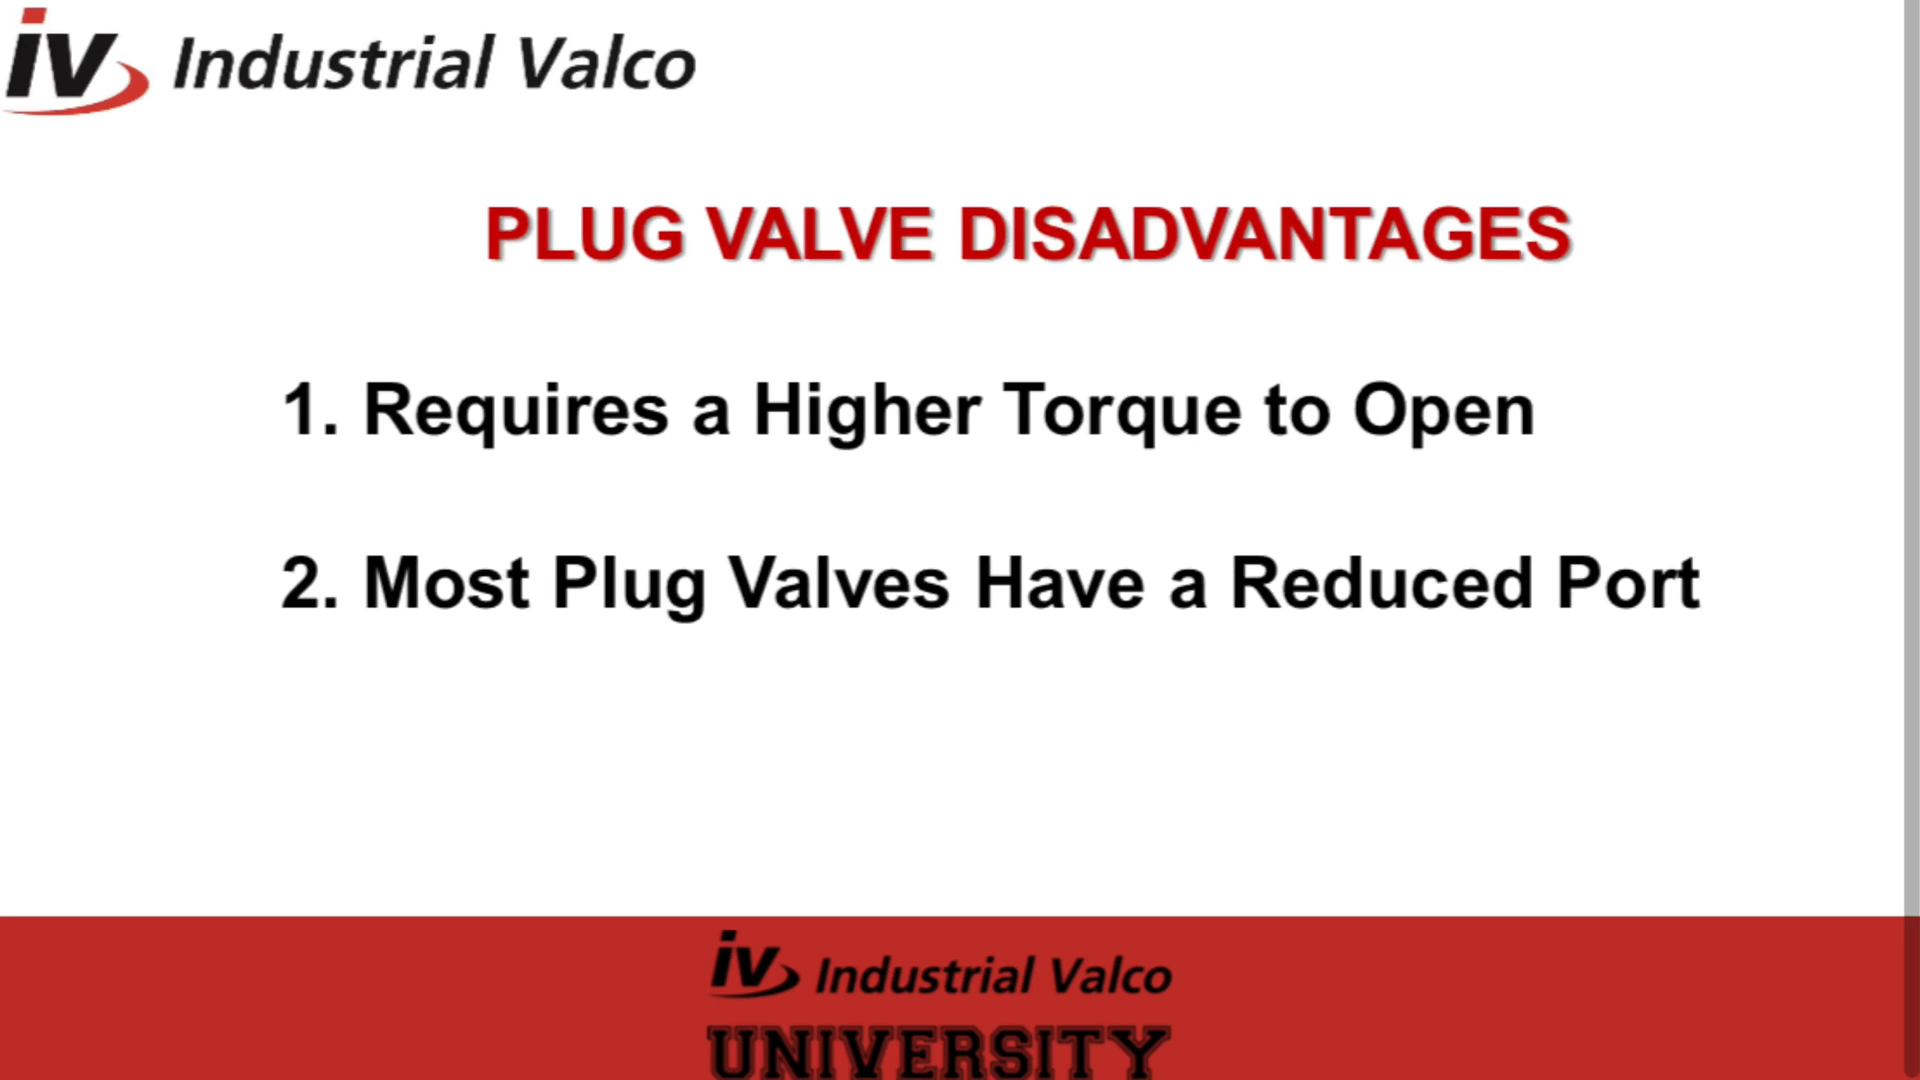 iv Industrial Valco
PLUG VALVE DISADVANTAGES
1. Requires a Higher Torque to Open
2. Most Plug Valves Have a Reduced Port
iv Industrial Valco
UNIVERSITY